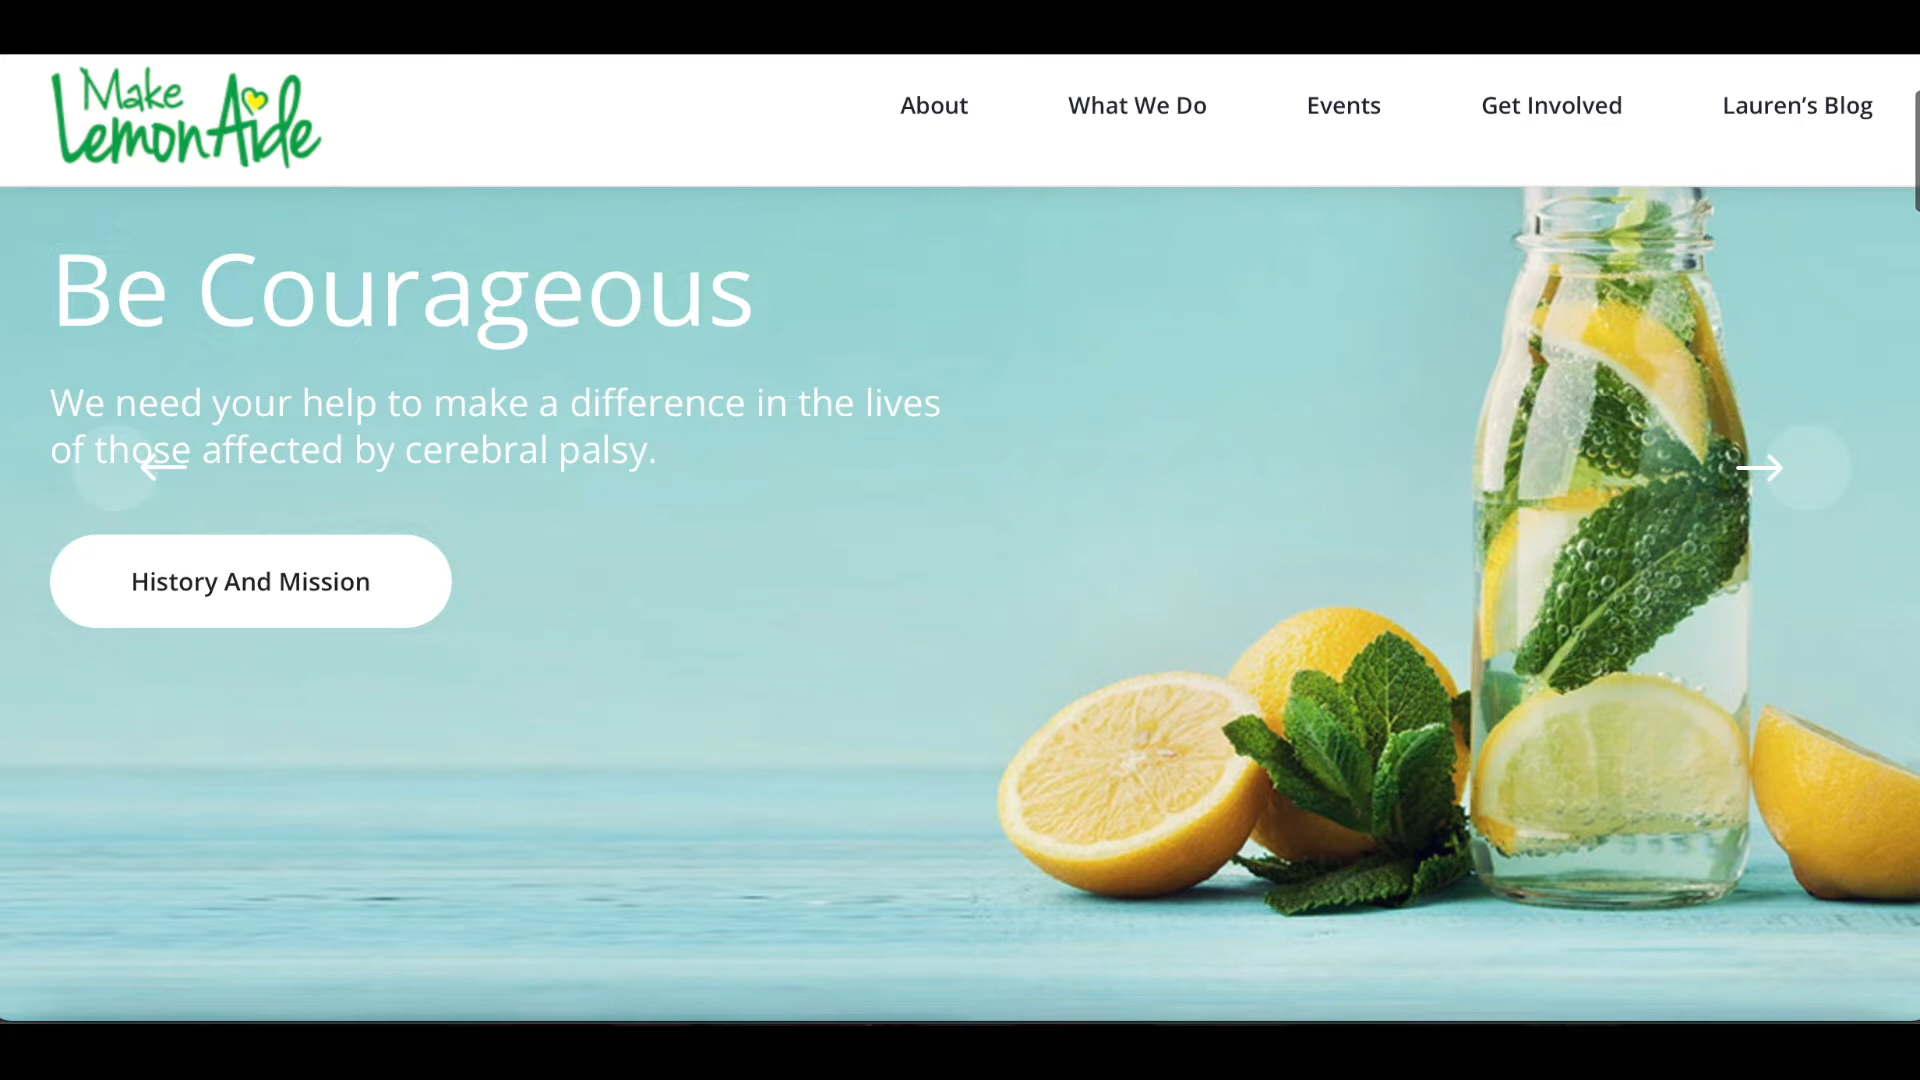 Make
LemonAide
About
What We Do
Events
Get Involved
Lauren’s Blog
Be Courageous
We need your help to make a difference in the lives
of those affected by cerebral palsy.
History And Mission